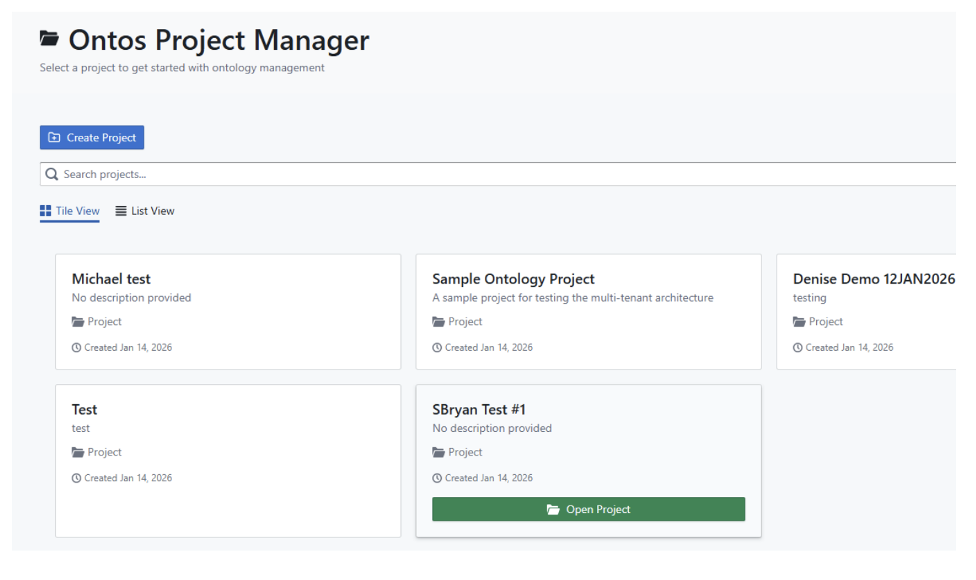 Ontos Project Manager
Select a project to get started with ontology management
Create Project
Search projects...
Tile View
List View
Michael test
No description provided
Project
Created Jan 14, 2026
Sample Ontology Project
A sample project for testing the multi-tenant architecture
Project
Created Jan 14, 2026
Denise Demo 12JAN2026
testing
Project
Created Jan 14, 2026
Test
test
Project
Created Jan 14, 2026
SBryan Test #1
No description provided
Project
Created Jan 14, 2026
Open Project